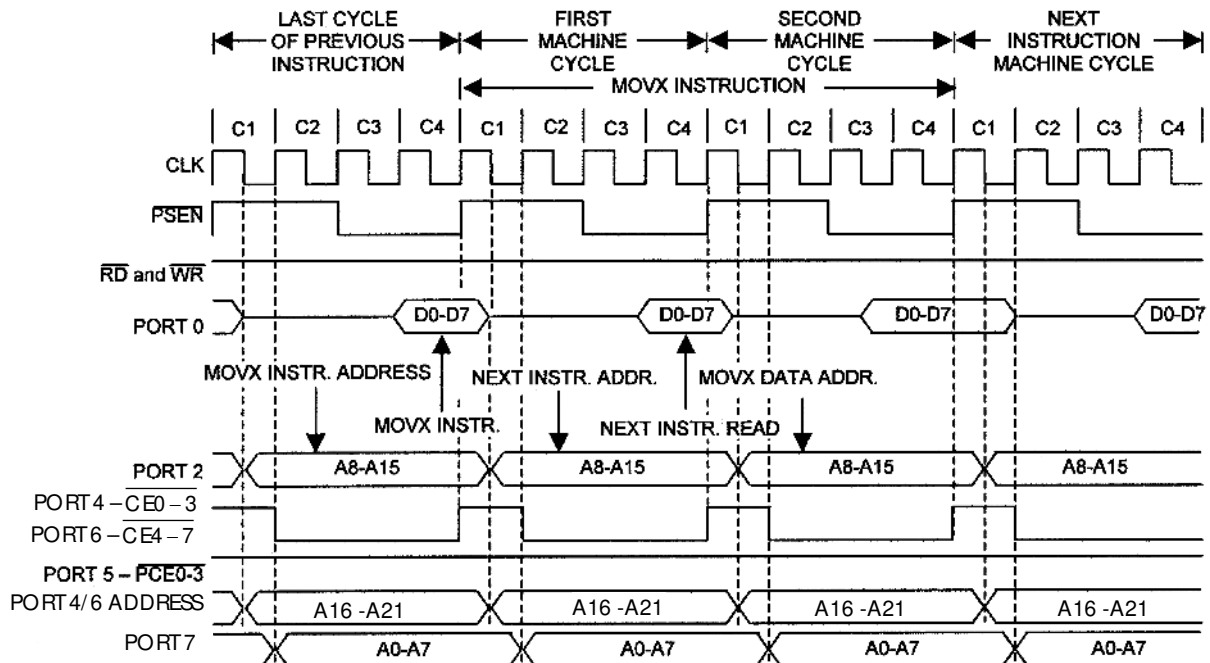 LAST CYCLE OF PREVIOUS INSTRUCTION
FIRST MACHINE CYCLE
SECOND MACHINE CYCLE
NEXT INSTRUCTION MACHINE CYCLE
MOVX INSTRUCTION
C1 C2 C3 C4 C1 C2 C3 C4 C1 C2 C3 C4 C1 C2 C3 C4
CLK
PSEN
RD and WR
PORT 0
D0-D7 D0-D7 D0-D7 D0-D7
MOVX INSTR. ADDRESS
NEXT INSTR. ADDR.
MOVX DATA ADDR.
MOVX INSTR.
NEXT INSTR. READ
PORT 2
A8-A15 A8-A15 A8-A15 A8-A15
PORT 4 – CE0 – 3
PORT 6 – CE4 – 7
PORT 5 – PCE0-3
PORT 4/6 ADDRESS
A16 -A21 A16 -A21 A16 -A21 A16 -A21
PORT 7
A0-A7 A0-A7 A0-A7 A0-A7